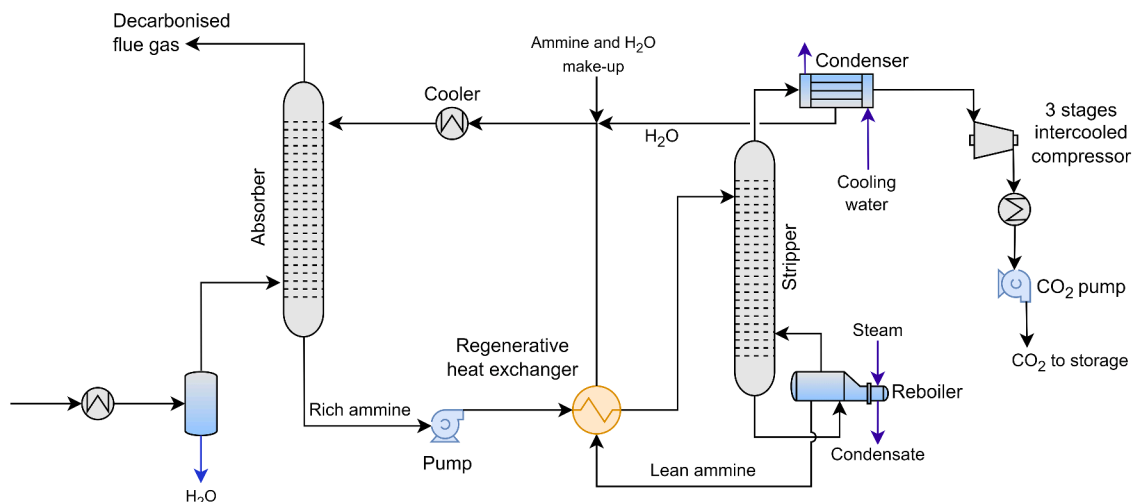 Decarbonised
flue gas
Ammine and H₂O
make-up
Condenser
Cooler
3 stages
intercooled
compressor
H₂O
Cooling
water
Absorber
Stripper
CO₂ pump
Steam
Regenerative
heat exchanger
CO₂ to storage
Reboiler
Rich ammine
Pump
Lean ammine
Condensate
H₂O